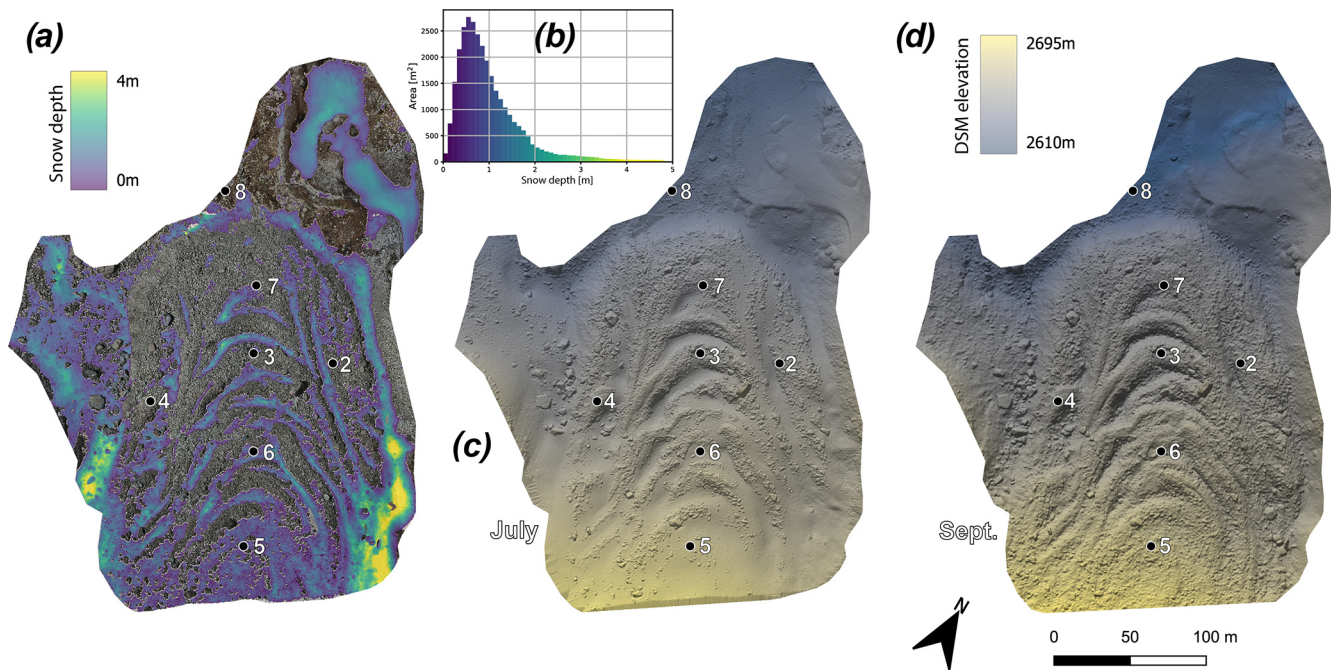 (a)
4m
Snow depth
0m
8
7
3
2
4
6
5
(b)
Area [m²]
2500
2000
1500
1000
500
0
0 1 2 3 4 5
Snow depth [m]
(c)
July
8
7
3
2
4
6
5
(d)
2695m
DSM elevation
2610m
8
7
3
2
4
6
5
Sept.
N
0 50 100 m